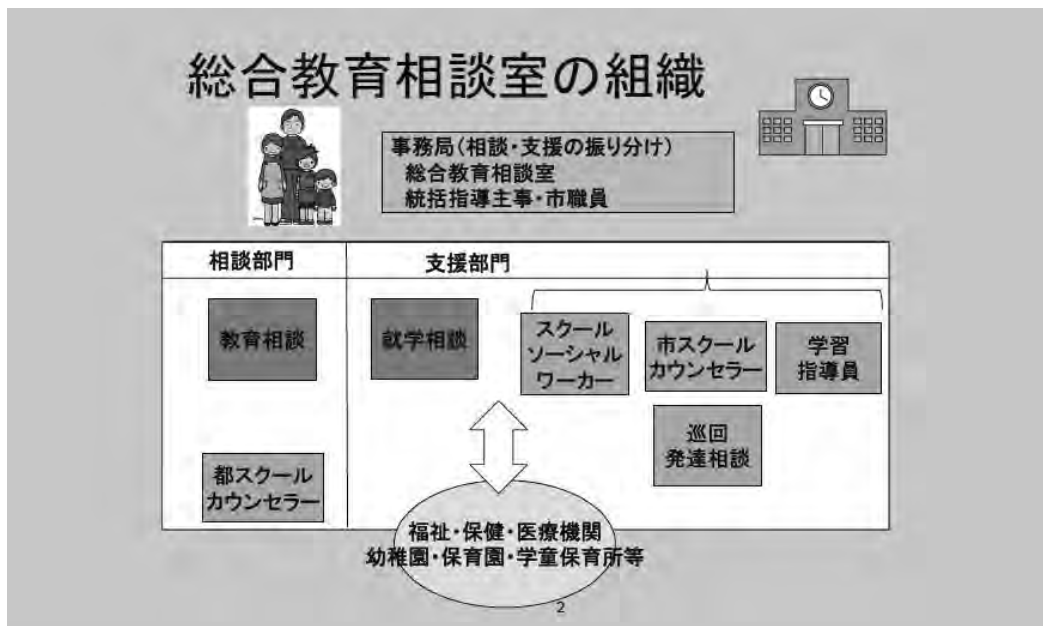 総合教育相談室の組織
事務局(相談・支援の振り分け)
総合教育相談室
統括指導主事・市職員
相談部門
支援部門
教育相談
就学相談
スクール
ソーシャル
ワーカー
市スクール
カウンセラー
学習
指導員
巡回
発達相談
都スクール
カウンセラー
福祉・保健・医療機関
幼稚園・保育園・学童保育所等
2